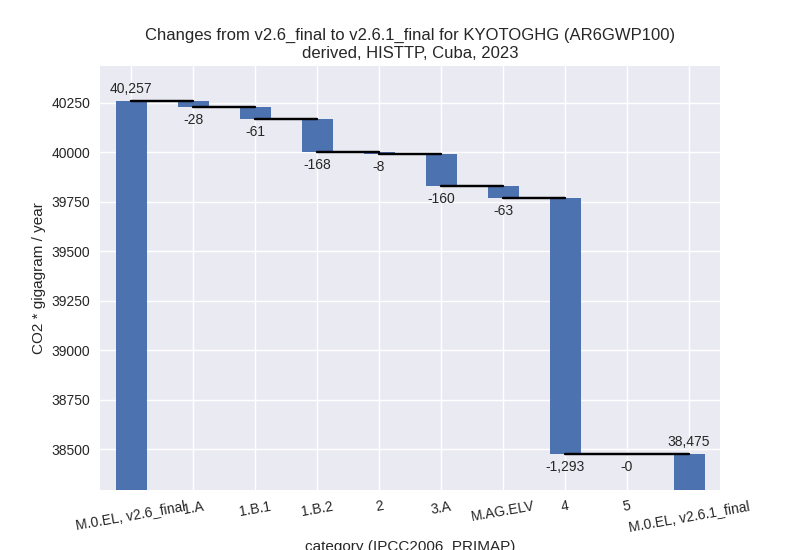 Changes from v2.6_final to v2.6.1_final for KYOTOGHG (AR6GWP100)
derived, HISTTP, Cuba, 2023
CO2 * gigagram / year
40250
40000
39750
39500
39250
39000
38750
38500
40,257
-28
-61
-168
-8
-160
-63
-1,293
-0
38,475
M.0.EL, v2.6_final
1.A
1.B.1
1.B.2
2
3.A
M.AG.ELV
4
5
M.0.EL, v2.6.1_final
category (IPCC2006_PRIMAP)